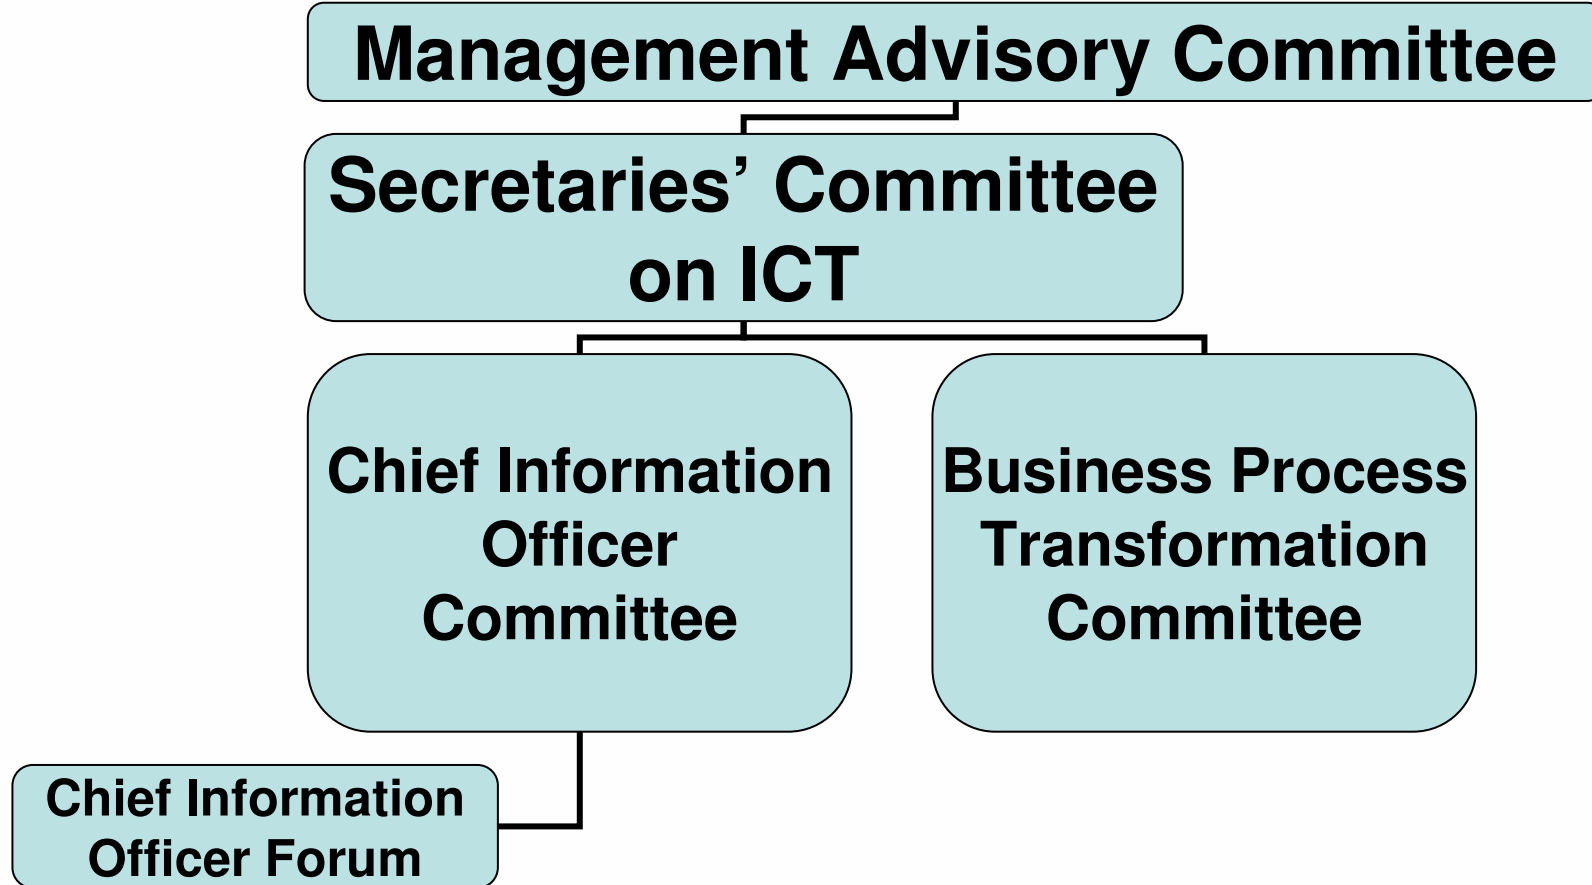 Management Advisory Committee
Secretaries’ Committee
on ICT
Chief Information
Officer
Committee
Business Process
Transformation
Committee
Chief Information
Officer Forum